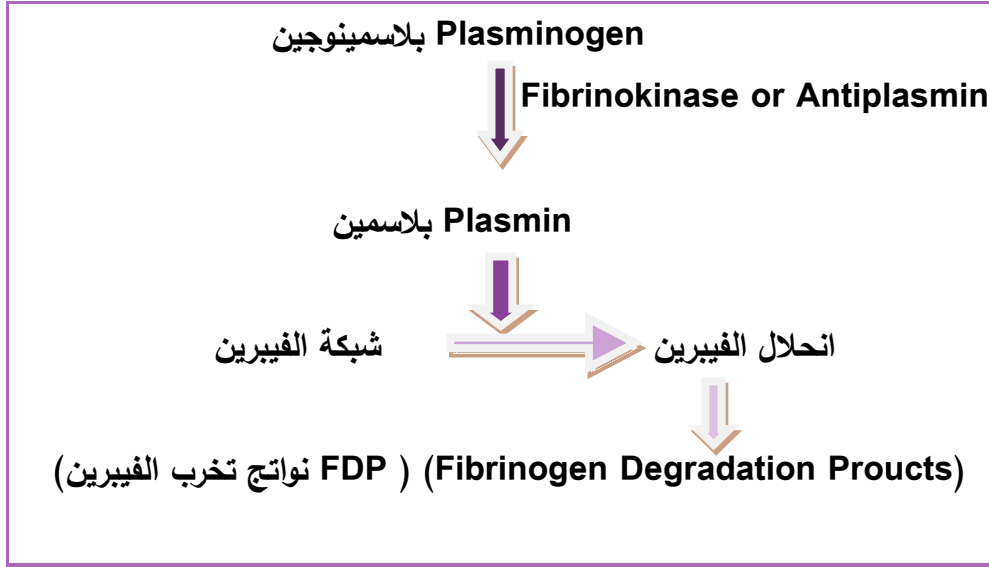 بلاسمينوجين Plasminogen
Fibrinokinase or Antiplasmin
بلاسمين Plasmin
شبكة الفيبرين
انحلال الفيبرين
(نواتج تخرب الفيبرين FDP ) (Fibrinogen Degradation Proucts)